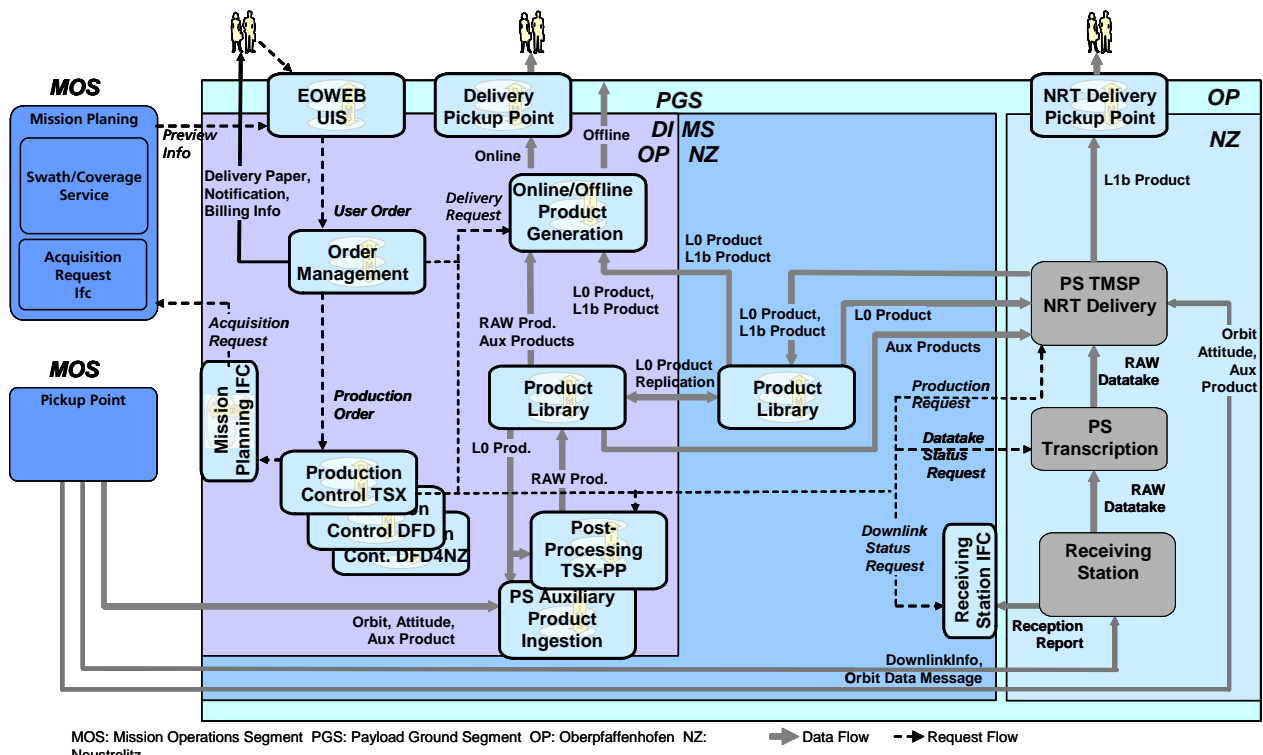 MOS
Mission Planing
Swath/Coverage
Service
Acquisition
Request
Ifc
Preview
Info
EOWEB
UIS
Delivery
Pickup Point
PGS
NRT Delivery
Pickup Point
OP
DI MS
OP NZ
NZ
Online
Offline
Delivery Paper,
Notification,
Billing Info
User Order
Delivery
Request
Online/Offline
Product
Generation
L1b Product
Order
Management
L0 Product
L1b Product
PS TMSP
NRT Delivery
L0 Product,
L1b Product
L0 Product,
L1b Product
L0 Product
Acquisition
Request
RAW Prod.
Aux Products
Aux Products
Orbit
Attitude,
Aux
Product
MOS
Pickup Point
Mission
Planning IFC
Production
Order
Product
Library
L0 Product
Replication
Product
Library
Production
Request
RAW
Datatake
PS
Transcription
Datatake
Status
Request
L0 Prod.
RAW Prod.
Production
Control TSX
on
Control DFD
n
Cont. DFD4NZ
RAW
Datatake
Post-
Processing
TSX-PP
Downlink
Status
Request
Receiving
Station IFC
Receiving
Station
PS Auxiliary
Product
Ingestion
Orbit, Attitude,
Aux Product
Reception
Report
DownlinkInfo,
Orbit Data Message
MOS: Mission Operations Segment PGS: Payload Ground Segment OP: Oberpfaffenhofen NZ:
Neustrelitz
Data Flow
Request Flow